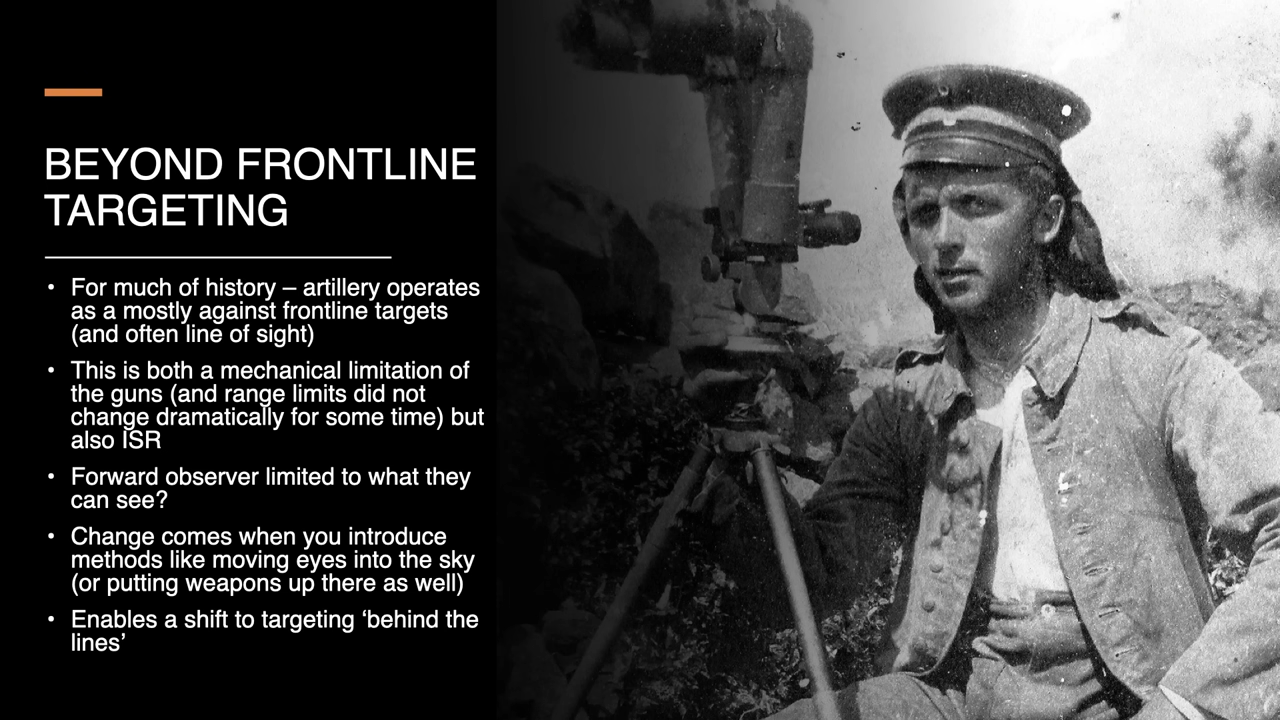 BEYOND FRONTLINE
TARGETING
• For much of history – artillery operates
as a mostly against frontline targets
(and often line of sight)
• This is both a mechanical limitation of
the guns (and range limits did not
change dramatically for some time) but
also ISR
• Forward observer limited to what they
can see?
• Change comes when you introduce
methods like moving eyes into the sky
(or putting weapons up there as well)
• Enables a shift to targeting ‘behind the
lines’